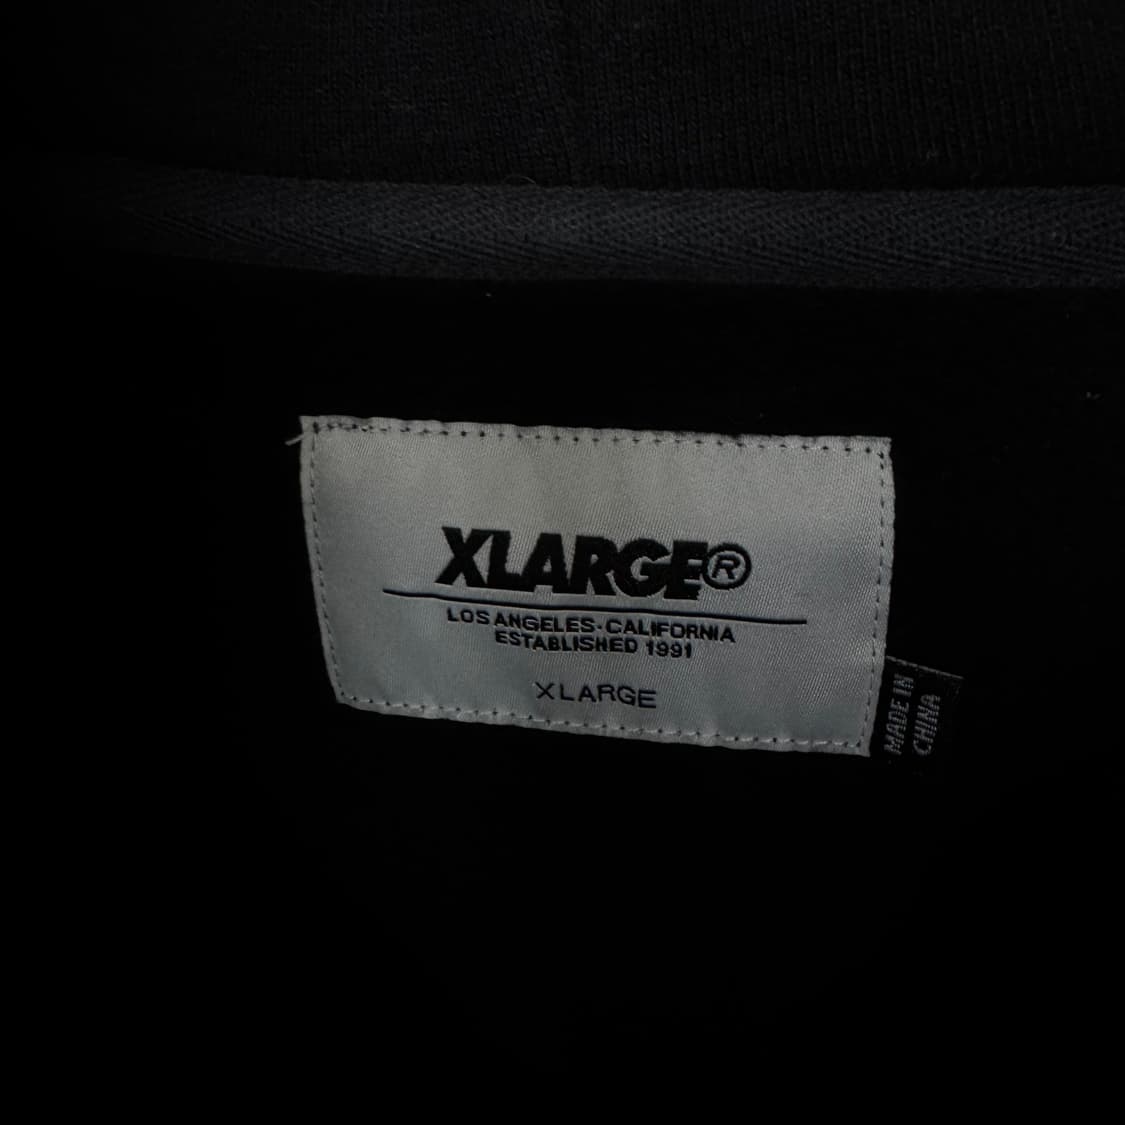 XLARGE®
LOS ANGELES·CALIFORNIA
ESTABLISHED 1991
XLARGE
MADE IN
CHINA